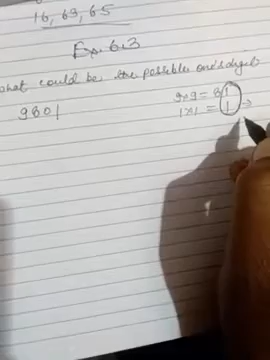 16, 63, 65
Ex. 6.3
What could be the possible one's digit
9801
9×9 = 81
1×1 = 1 →